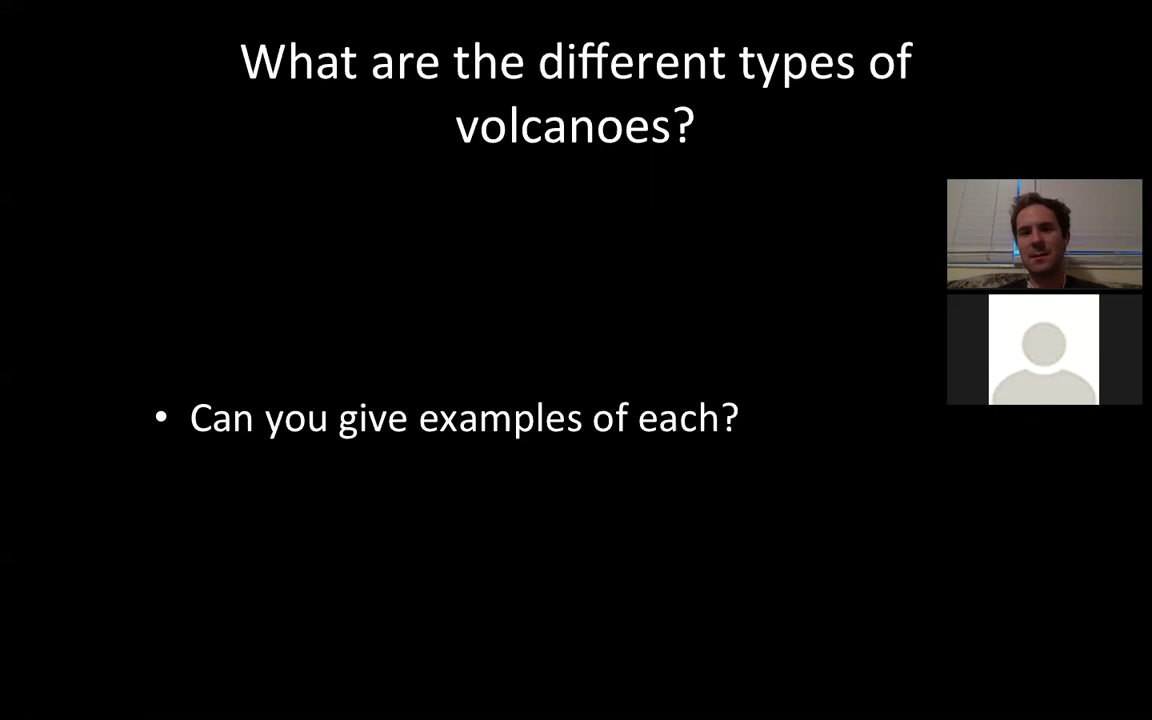 What are the different types of
volcanoes?
• Can you give examples of each?